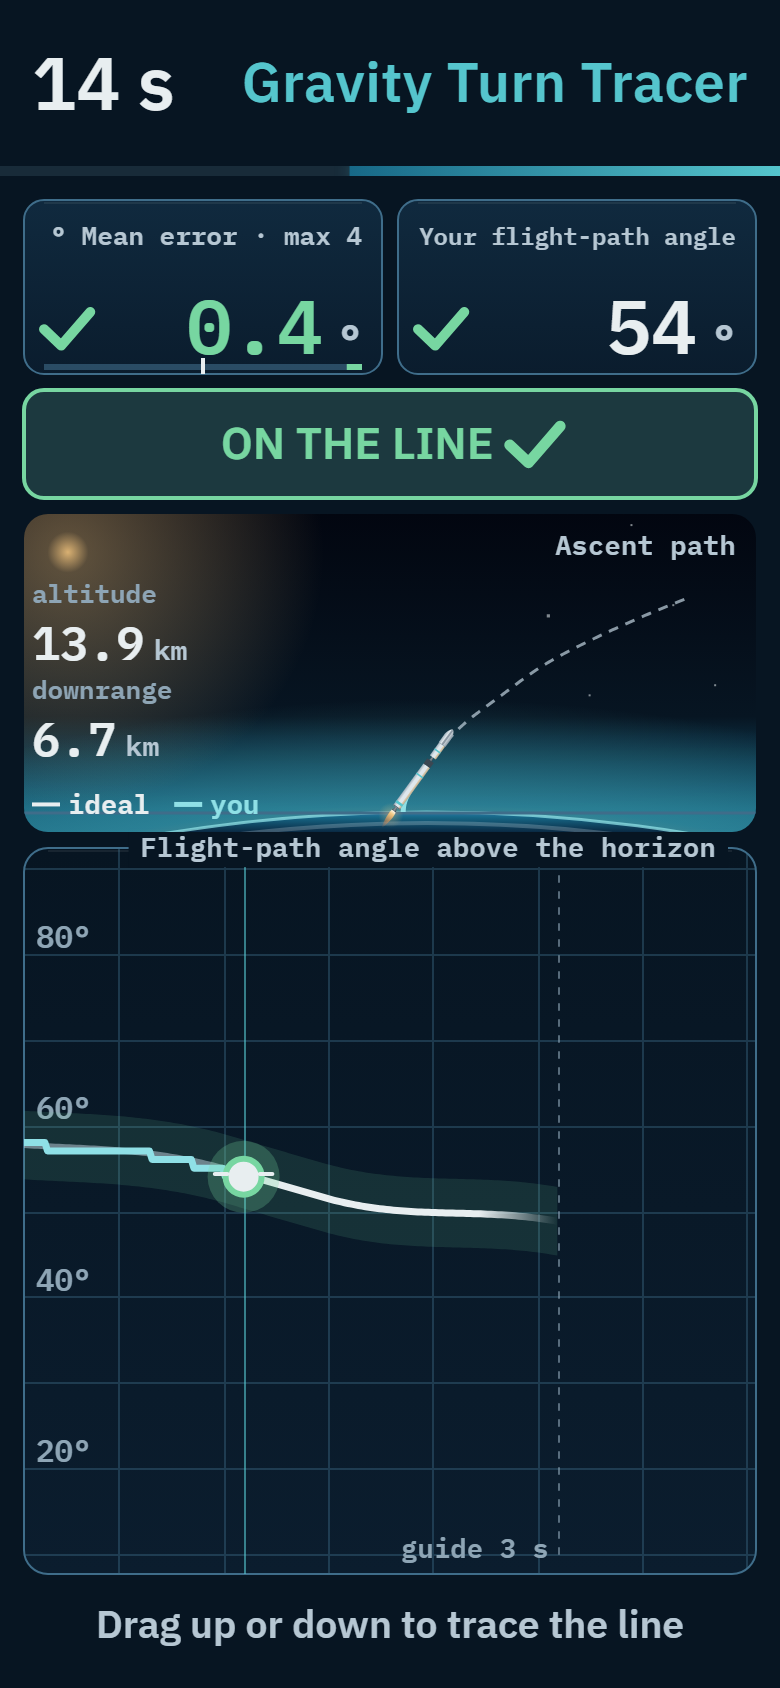 14 s Gravity Turn Tracer
° Mean error · max 4
0.4 °
Your flight-path angle
54 °
ON THE LINE
Ascent path
altitude
13.9 km
downrange
6.7 km
ideal you
Flight-path angle above the horizon
80°
60°
40°
20°
guide 3 s
Drag up or down to trace the line